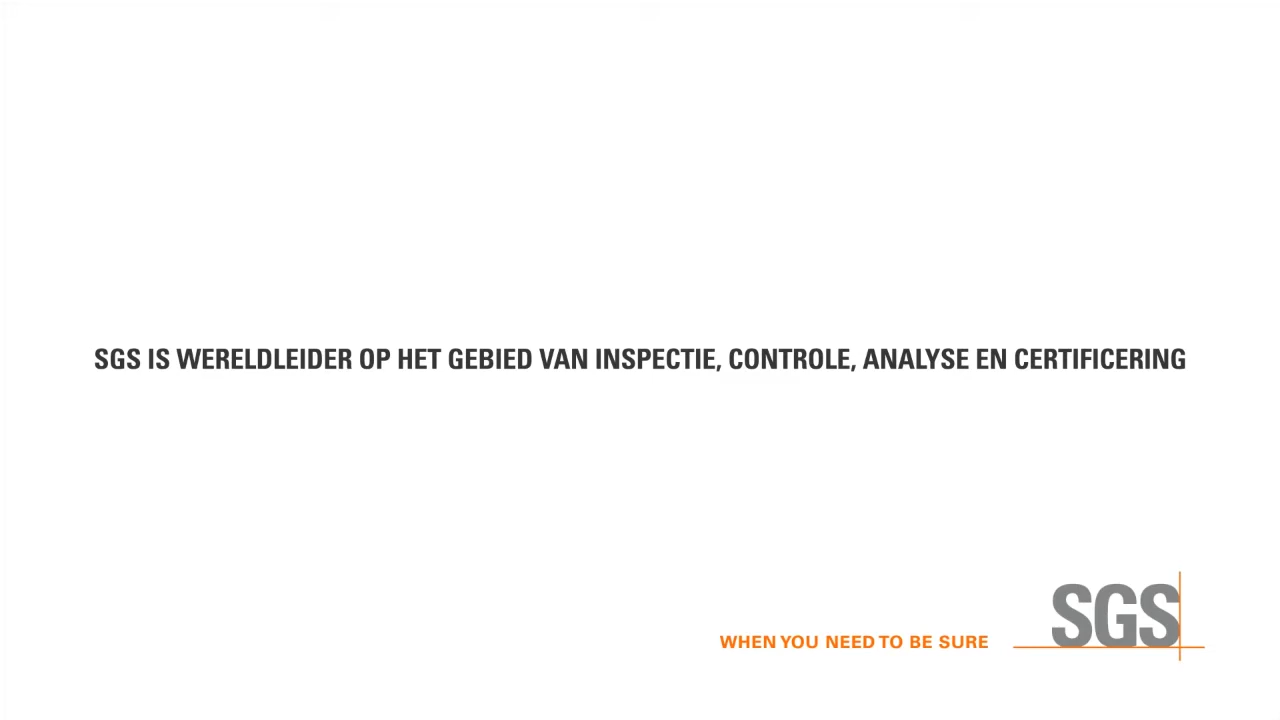 SGS IS WERELDLEIDER OP HET GEBIED VAN INSPECTIE, CONTROLE, ANALYSE EN CERTIFICERING
WHEN YOU NEED TO BE SURE
SGS